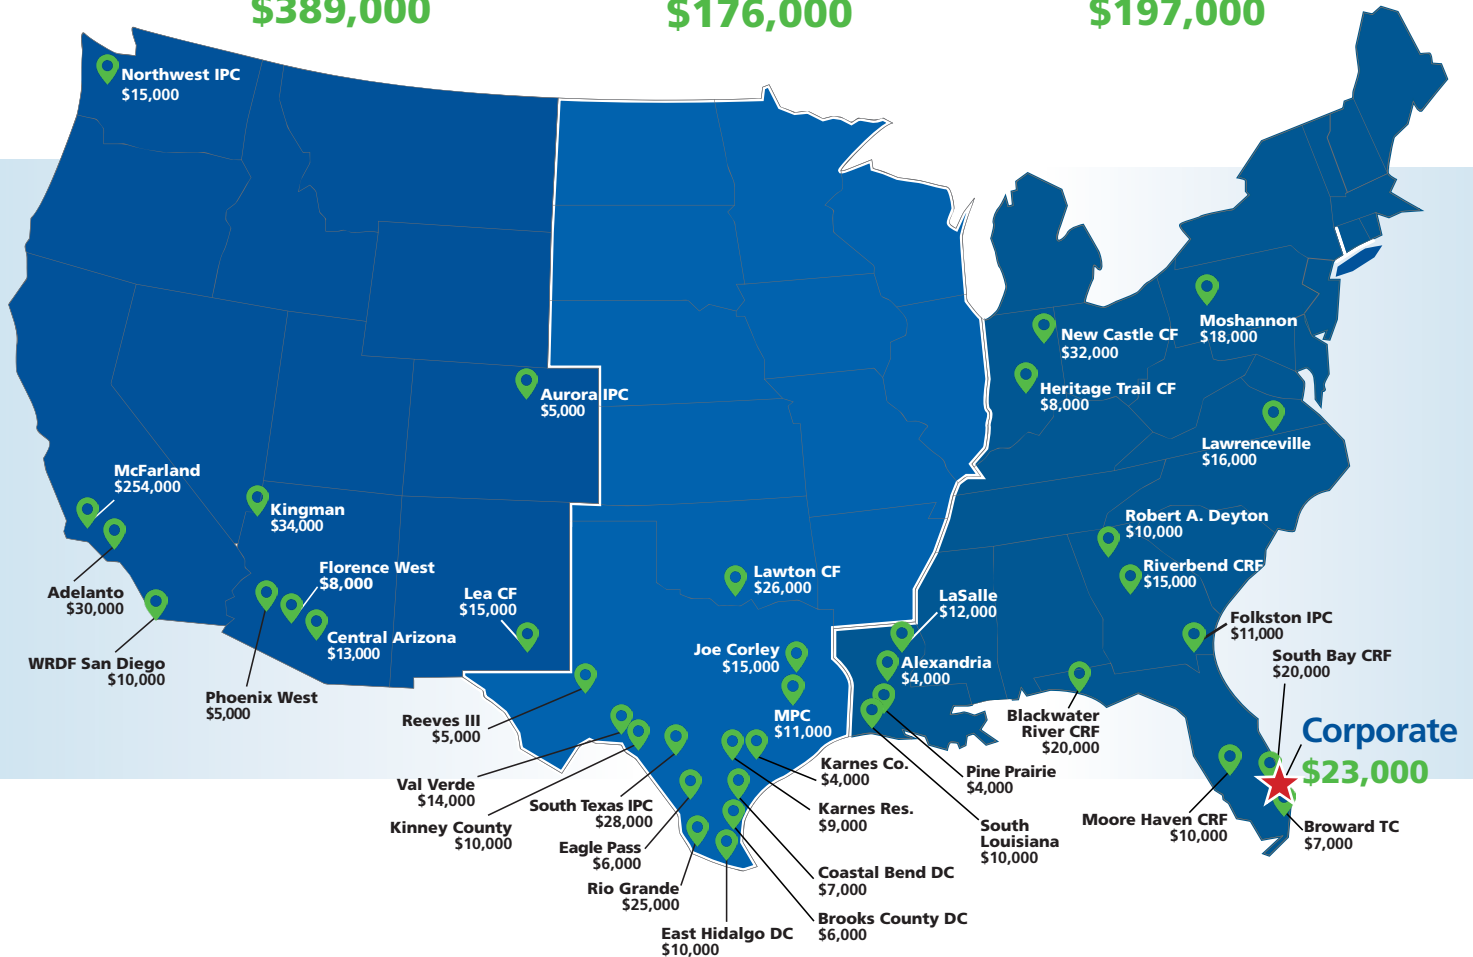 $389,000
$176,000
$197,000
Northwest IPC
$15,000
Aurora IPC
$5,000
McFarland
$254,000
Kingman
$34,000
Adelanto
$30,000
Florence West
$8,000
Lea CF
$15,000
Central Arizona
$13,000
WRDF San Diego
$10,000
Phoenix West
$5,000
Lawton CF
$26,000
Joe Corley
$15,000
MPC
$11,000
Reeves III
$5,000
Val Verde
$14,000
Kinney County
$10,000
South Texas IPC
$28,000
Eagle Pass
$6,000
Rio Grande
$25,000
East Hidalgo DC
$10,000
Karnes Co.
$4,000
Karnes Res.
$9,000
Coastal Bend DC
$7,000
Brooks County DC
$6,000
Moshannon
$18,000
New Castle CF
$32,000
Heritage Trail CF
$8,000
Lawrenceville
$16,000
Robert A. Deyton
$10,000
Riverbend CRF
$15,000
LaSalle
$12,000
Alexandria
$4,000
Folkston IPC
$11,000
South Bay CRF
$20,000
Blackwater
River CRF
$20,000
Pine Prairie
$4,000
South
Louisiana
$10,000
Corporate
$23,000
Moore Haven CRF
$10,000
Broward TC
$7,000